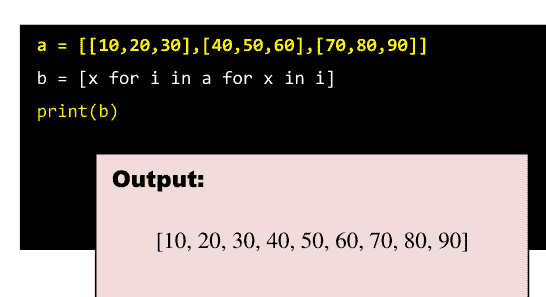 a = [[10,20,30],[40,50,60],[70,80,90]]
b = [x for i in a for x in i]
print(b)
Output:
[10, 20, 30, 40, 50, 60, 70, 80, 90]